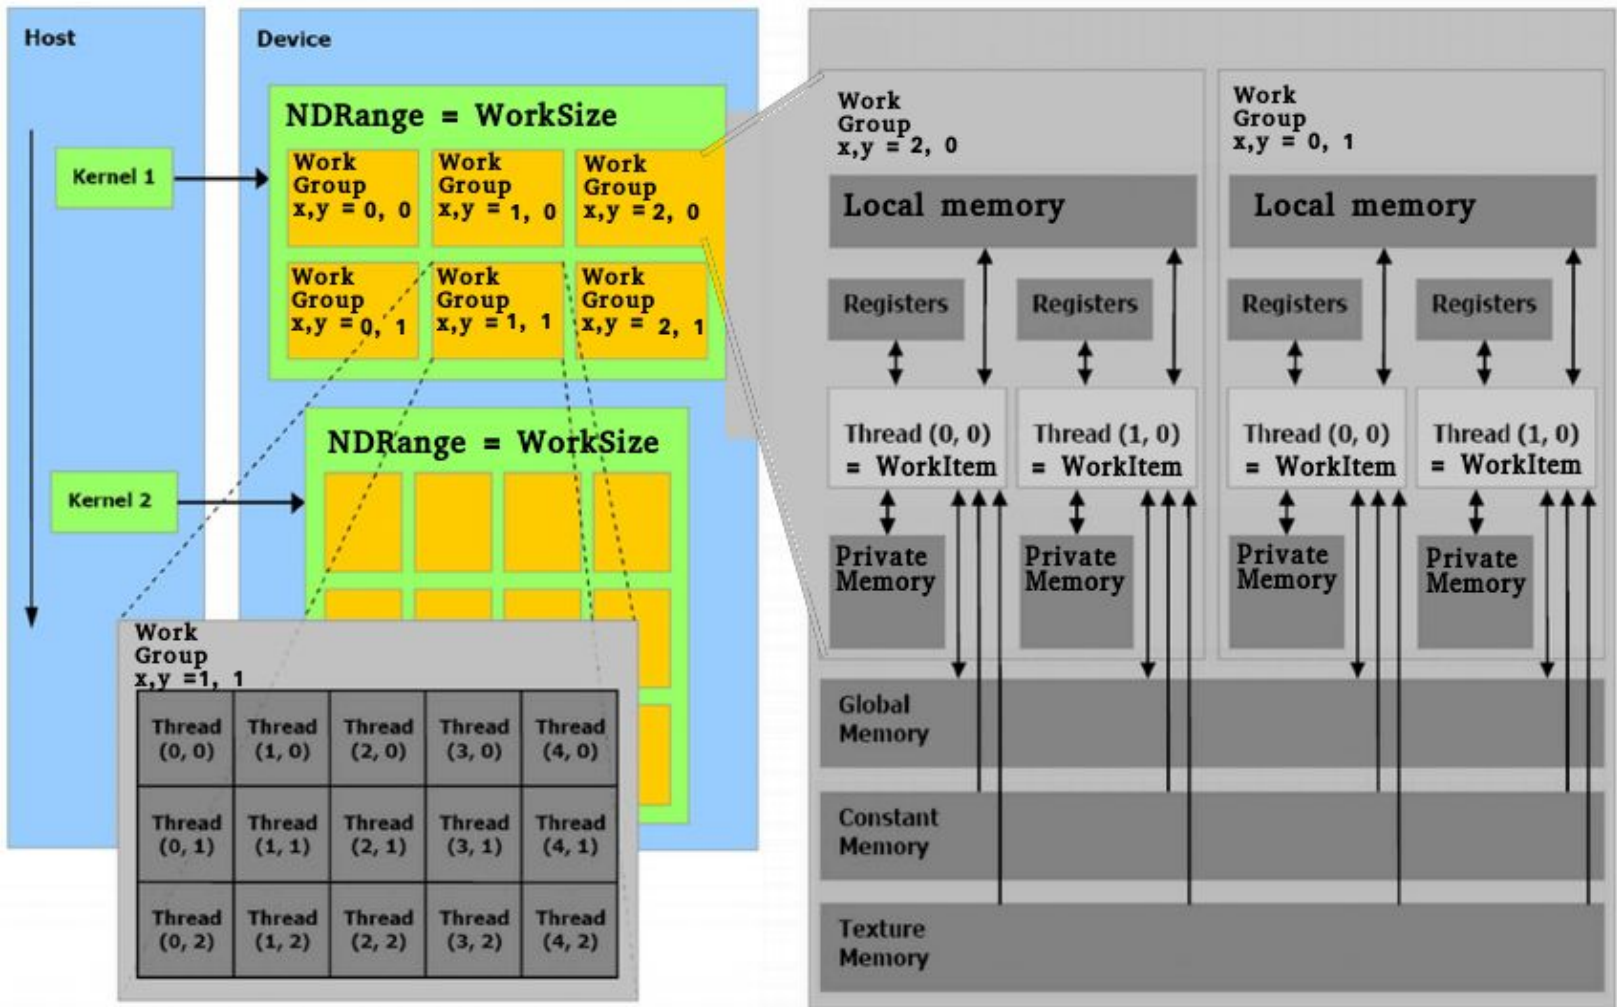 Host
Device
Kernel 1
NDRange = WorkSize
Work
Group
x,y = 0, 0
Work
Group
x,y = 1, 0
Work
Group
x,y = 2, 0
Work
Group
x,y = 0, 1
Work
Group
x,y = 1, 1
Work
Group
x,y = 2, 1
Kernel 2
NDRange = WorkSize
Work
Group
x,y =1, 1
Thread
(0, 0)
Thread
(1, 0)
Thread
(2, 0)
Thread
(3, 0)
Thread
(4, 0)
Thread
(0, 1)
Thread
(1, 1)
Thread
(2, 1)
Thread
(3, 1)
Thread
(4, 1)
Thread
(0, 2)
Thread
(1, 2)
Thread
(2, 2)
Thread
(3, 2)
Thread
(4, 2)
Work
Group
x,y = 2, 0
Local memory
Registers
Registers
Thread (0, 0)
= WorkItem
Thread (1, 0)
= WorkItem
Private
Memory
Private
Memory
Work
Group
x,y = 0, 1
Local memory
Registers
Registers
Thread (0, 0)
= WorkItem
Thread (1, 0)
= WorkItem
Private
Memory
Private
Memory
Global
Memory
Constant
Memory
Texture
Memory